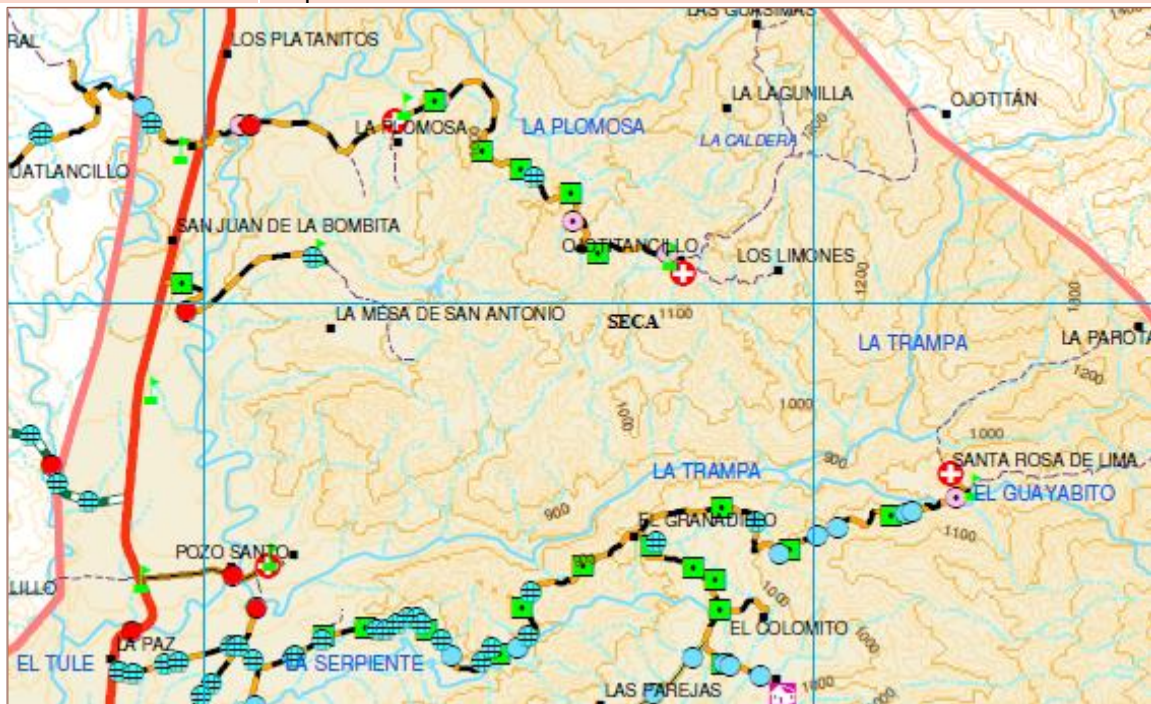 LAS GUASIMAS
RAL
LOS PLATANITOS
LA LAGUNILLA
OJOTITÁN
LA PLOMOSA
LA PLOMOSA
LA CALDERA
1200
UATLANCILLO
SAN JUAN DE LA BOMBITA
OJOTITANCILLO
LOS LIMONES
1200
1300
LA MESA DE SAN ANTONIO
SECA
1100
LA TRAMPA
LA PAROTA
1200
1000
1000
1000
LA TRAMPA
900
SANTA ROSA DE LIMA
EL GUAYABITO
900
EL GRANADILLO
1100
POZO SANTO
900
LILLO
1000
LA PAZ
EL COLOMITO
1000
EL TULE
LA SERPIENTE
LAS PAREJAS
1000